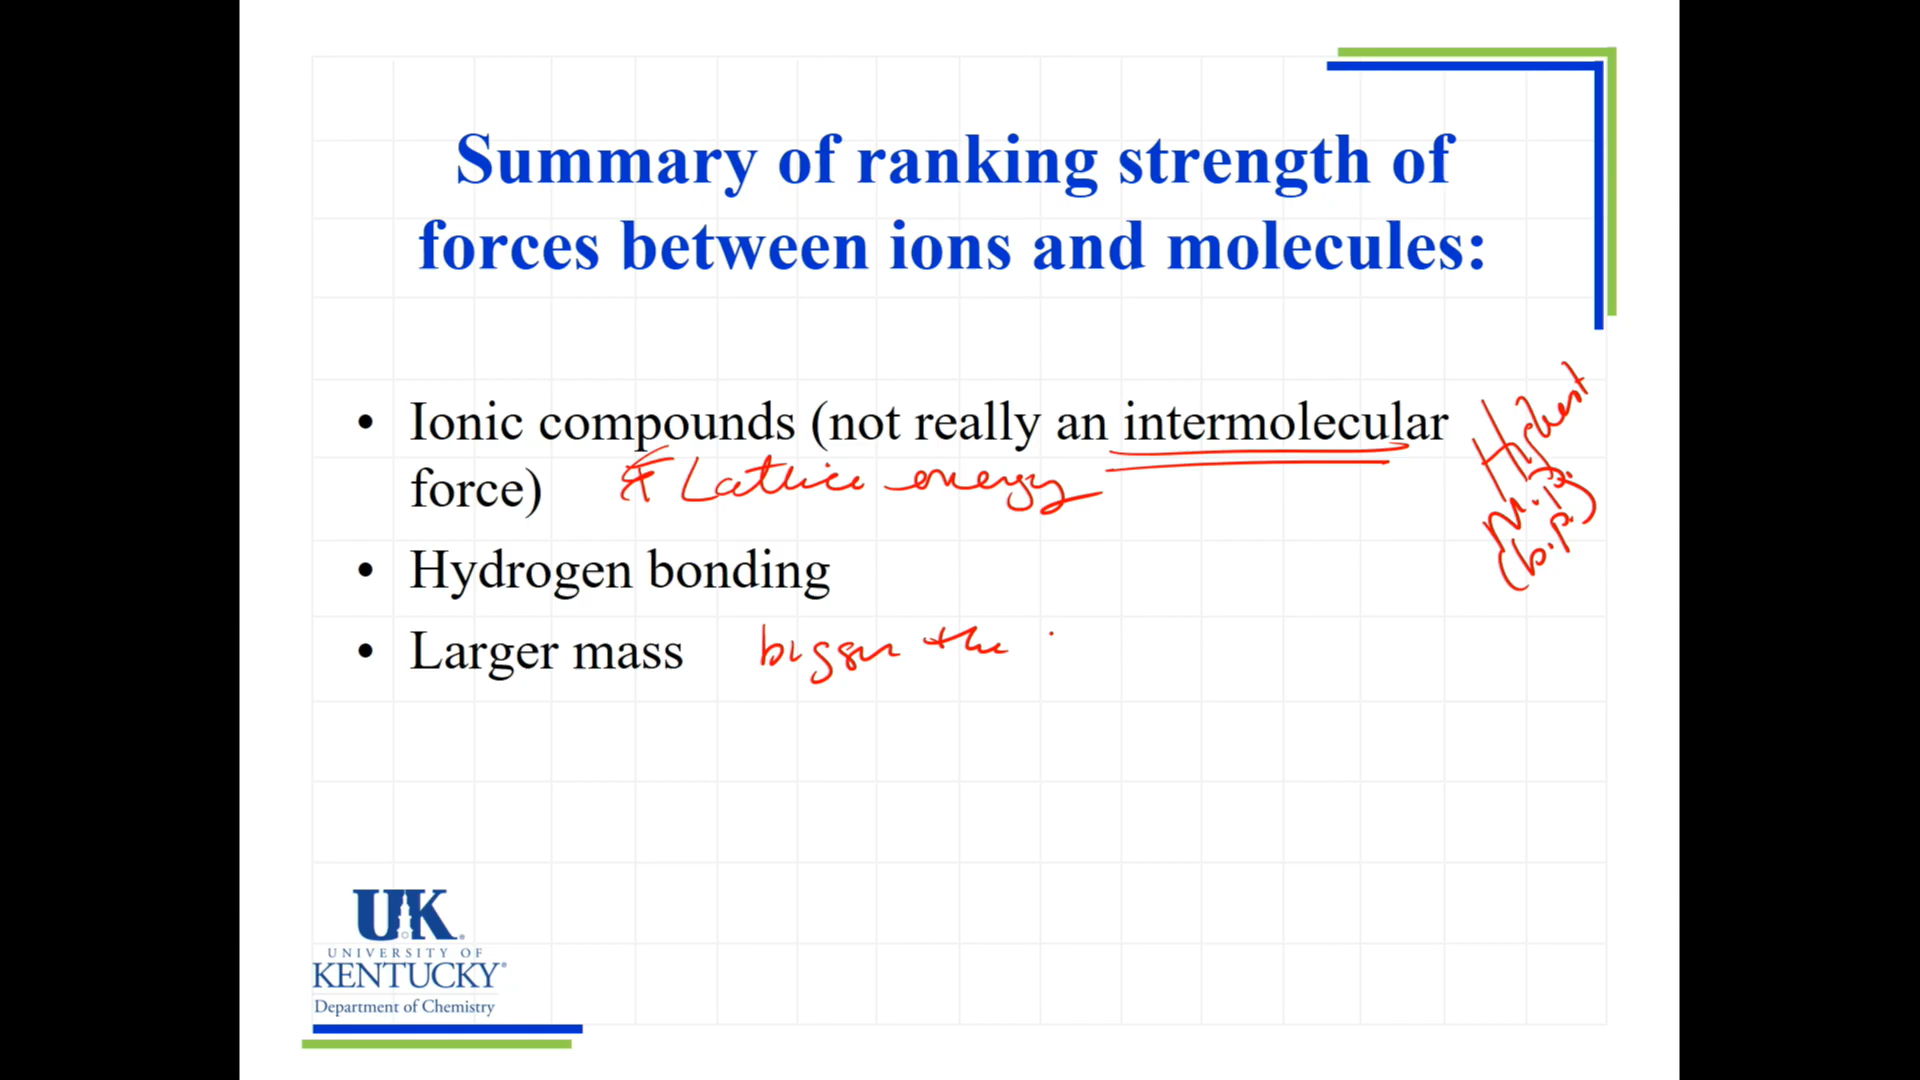 Summary of ranking strength of
forces between ions and molecules:
• Ionic compounds (not really an intermolecular
force) * Lattice energy
Highest
m.p.
(b.p.)
• Hydrogen bonding
• Larger mass bigger the
UK
UNIVERSITY OF
KENTUCKY®
Department of Chemistry